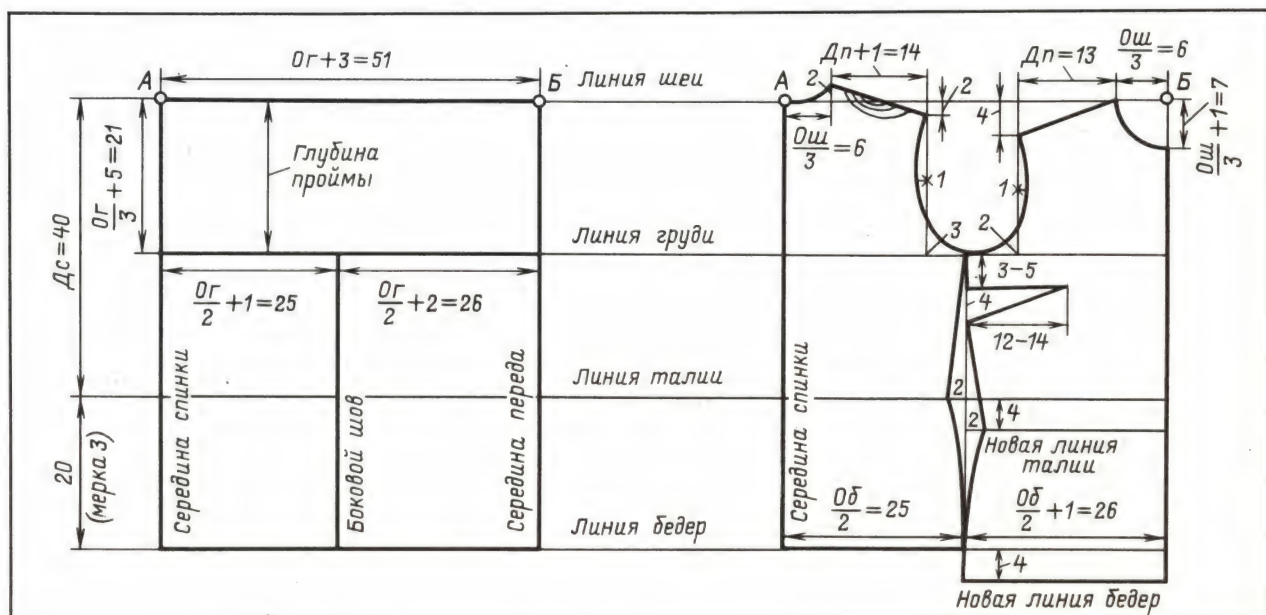 Ог+3=51
А
Б
Линия шеи
Глубина
проймы
Ог/3+5=21
Дс=40
Линия груди
Ог/2+1=25
Ог/2+2=26
Середина спинки
Боковой шов
Середина переда
Линия талии
20
(мерка 3)
Линия бедер
А
2
Дп+1=14
2
Ош/3=6
Дп=13
Ош/3=6
Б
4
Ош/3+1=7
1
1
3
2
3–5
4
12–14
Середина спинки
2
4
2
Новая линия
талии
Об/2=25
Об/2+1=26
4
Новая линия бедер